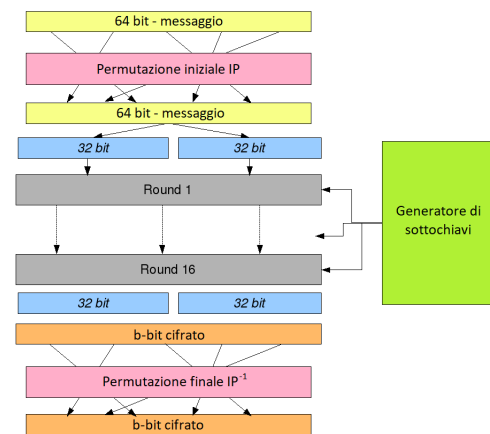 64 bit - messaggio
Permutazione iniziale IP
64 bit - messaggio
32 bit
32 bit
Round 1
Generatore di
sottochiavi
Round 16
32 bit
32 bit
b-bit cifrato
Permutazione finale IP-1
b-bit cifrato